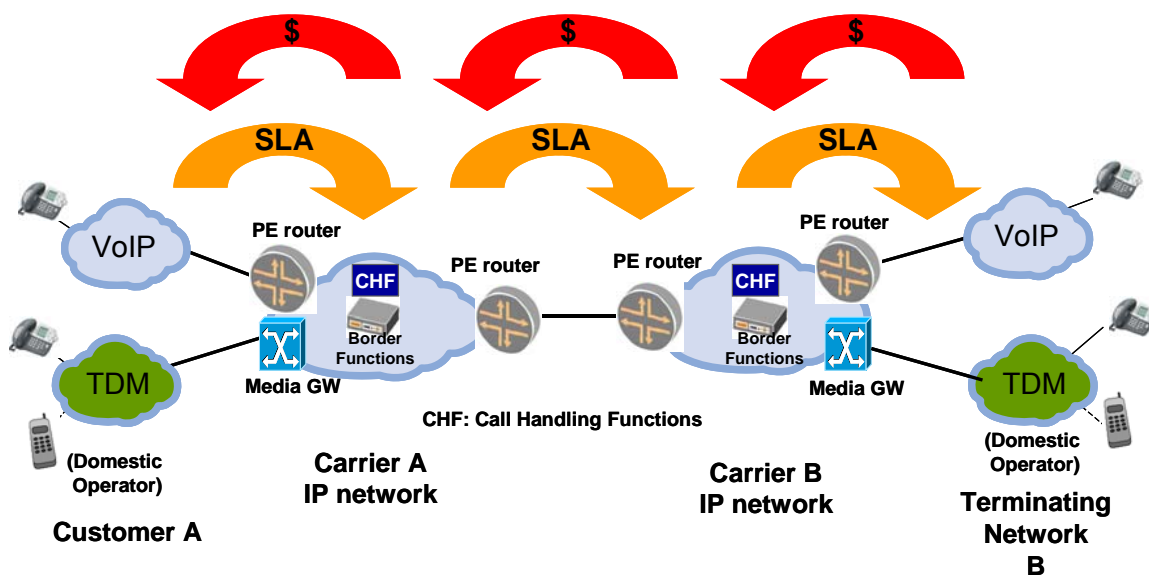 $
$
$
SLA
SLA
SLA
VoIP
PE router
CHF
Border
Functions
PE router
PE router
CHF
Border
Functions
PE router
VoIP
TDM
Media GW
Media GW
TDM
CHF: Call Handling Functions
(Domestic
Operator)
Carrier A
IP network
Carrier B
IP network
(Domestic
Operator)
Customer A
Terminating
Network
B